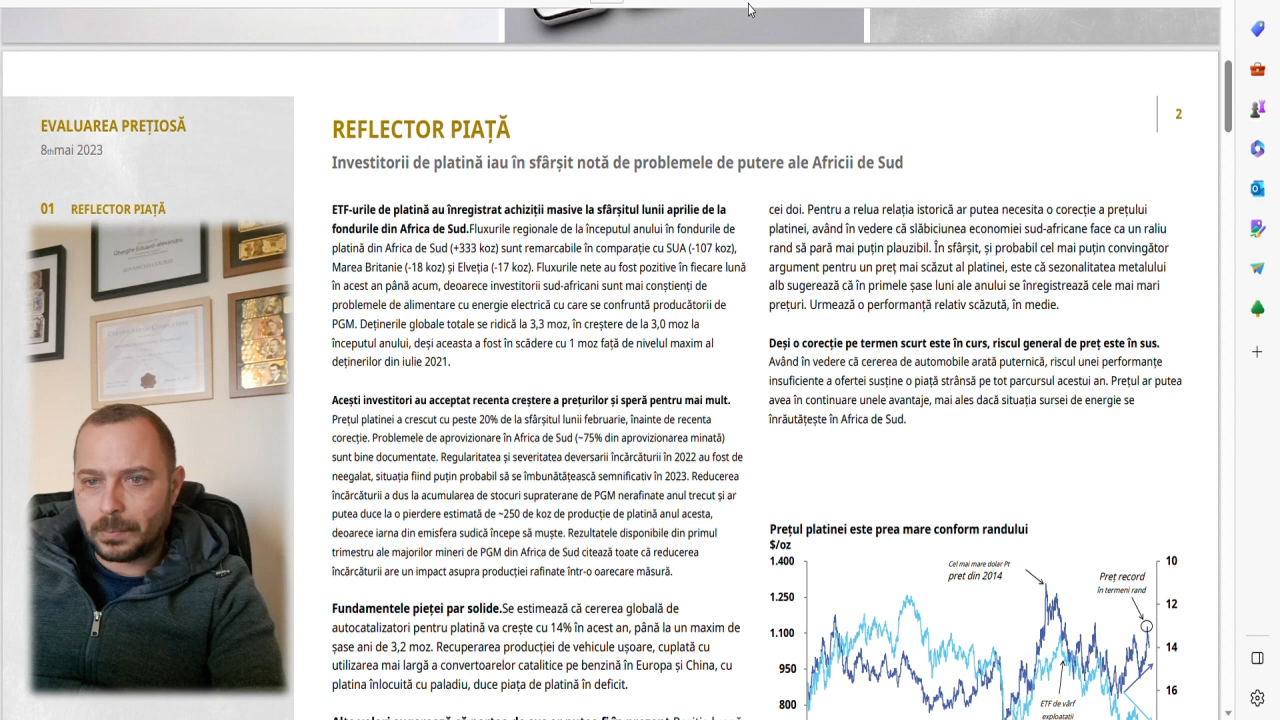 EVALUAREA PREȚIOSĂ
8thmai 2023
01 REFLECTOR PIAȚĂ
REFLECTOR PIAȚĂ
2
Investitorii de platină iau în sfârșit notă de problemele de putere ale Africii de Sud
ETF-urile de platină au înregistrat achiziții masive la sfârșitul lunii aprilie de la
fondurile din Africa de Sud.Fluxurile regionale de la începutul anului în fondurile de
platină din Africa de Sud (+333 koz) sunt remarcabile în comparație cu SUA (-107 koz),
Marea Britanie (-18 koz) și Elveția (-17 koz). Fluxurile nete au fost pozitive în fiecare lună
în acest an până acum, deoarece investitorii sud-africani sunt mai conștienți de
problemele de alimentare cu energie electrică cu care se confruntă producătorii de
PGM. Deținerile globale totale se ridică la 3,3 moz, în creștere de la 3,0 moz la
începutul anului, deși aceasta a fost în scădere cu 1 moz față de nivelul maxim al
deținerilor din iulie 2021.
Acești investitori au acceptat recenta creștere a prețurilor și speră pentru mai mult.
Prețul platinei a crescut cu peste 20% de la sfârșitul lunii februarie, înainte de recenta
corecție. Problemele de aprovizionare în Africa de Sud (~75% din aprovizionarea minată)
sunt bine documentate. Regularitatea și severitatea deversarii încărcăturii în 2022 au fost de
neegalat, situația fiind puțin probabil să se îmbunătățească semnificativ în 2023. Reducerea
încărcăturii a dus la acumularea de stocuri supraterane de PGM nerafinate anul trecut și ar
putea duce la o pierdere estimată de ~250 de koz de producție de platină anul acesta,
deoarece iarna din emisfera sudică începe să muște. Rezultatele disponibile din primul
trimestru ale majorilor mineri de PGM din Africa de Sud citează toate că reducerea
încărcăturii are un impact asupra producției rafinate într-o oarecare măsură.
Fundamentele pieței par solide.Se estimează că cererea globală de
autocatalizatori pentru platină va crește cu 14% în acest an, până la un maxim de
șase ani de 3,2 moz. Recuperarea producției de vehicule ușoare, cuplată cu
utilizarea mai largă a convertoarelor catalitice pe benzină în Europa și China, cu
platina înlocuită cu paladiu, duce piața de platină în deficit.
cei doi. Pentru a relua relația istorică ar putea necesita o corecție a prețului
platinei, având în vedere că slăbiciunea economiei sud-africane face ca un raliu
rand să pară mai puțin plauzibil. În sfârșit, și probabil cel mai puțin convingător
argument pentru un preț mai scăzut al platinei, este că sezonalitatea metalului
alb sugerează că în primele șase luni ale anului se înregistrează cele mai mari
prețuri. Urmează o performanță relativ scăzută, în medie.
Deși o corecție pe termen scurt este în curs, riscul general de preț este în sus.
Având în vedere că cererea de automobile arată puternică, riscul unei performanțe
insuficiente a ofertei susține o piață strânsă pe tot parcursul acestui an. Prețul ar putea
avea în continuare unele avantaje, mai ales dacă situația sursei de energie se
înrăutățește în Africa de Sud.
Prețul platinei este prea mare conform randului
$/oz
1.400
1.250
1.100
950
800
Cel mai mare dolar Pt
pret din 2014
Preț record
în termeni rand
ETF de vârf
exploatatii
10
12
14
16